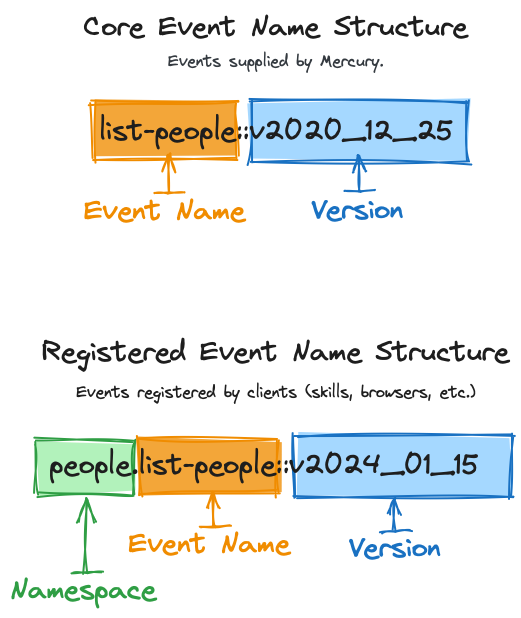 Core Event Name Structure
Events supplied by Mercury.
list-people::v2020_12_25
Event Name Version
Registered Event Name Structure
Events registered by clients (skills, browsers, etc.)
people.list-people::v2024_01_15
Event Name Version
Namespace